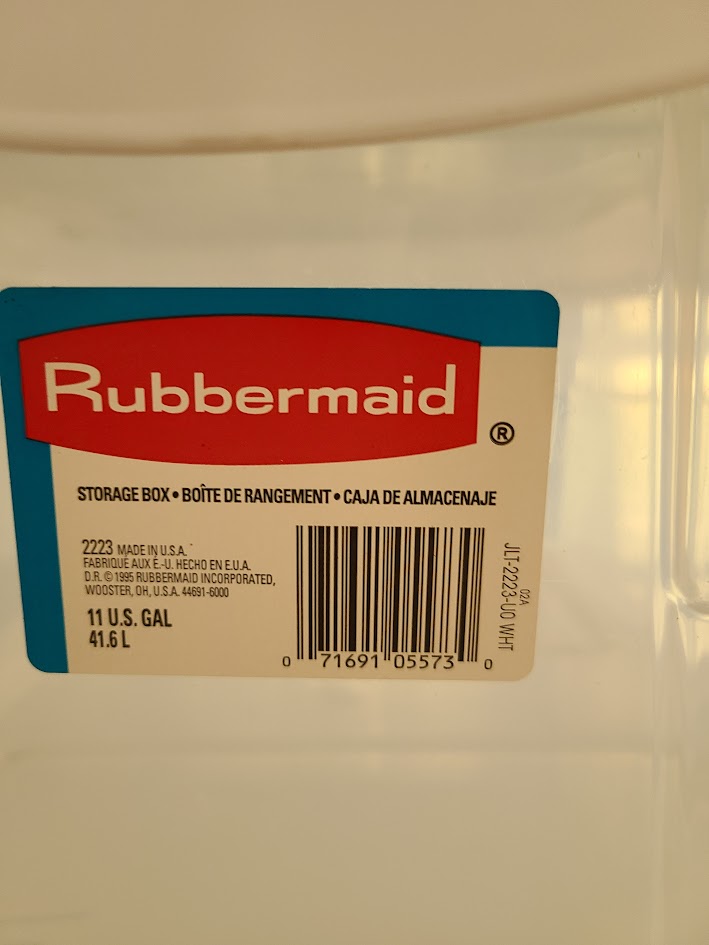 Rubbermaid
®
STORAGE BOX • BOÎTE DE RANGEMENT • CAJA DE ALMACENAJE
2223 MADE IN U.S.A.
FABRIQUÉ AUX É.-U. HECHO EN E.U.A.
D.R. © 1995 RUBBERMAID INCORPORATED,
WOOSTER, OH, U.S.A. 44691-6000
11 U.S. GAL
41.6 L
0 71691 05573 0
JLT-2223-U0 WHT
02A